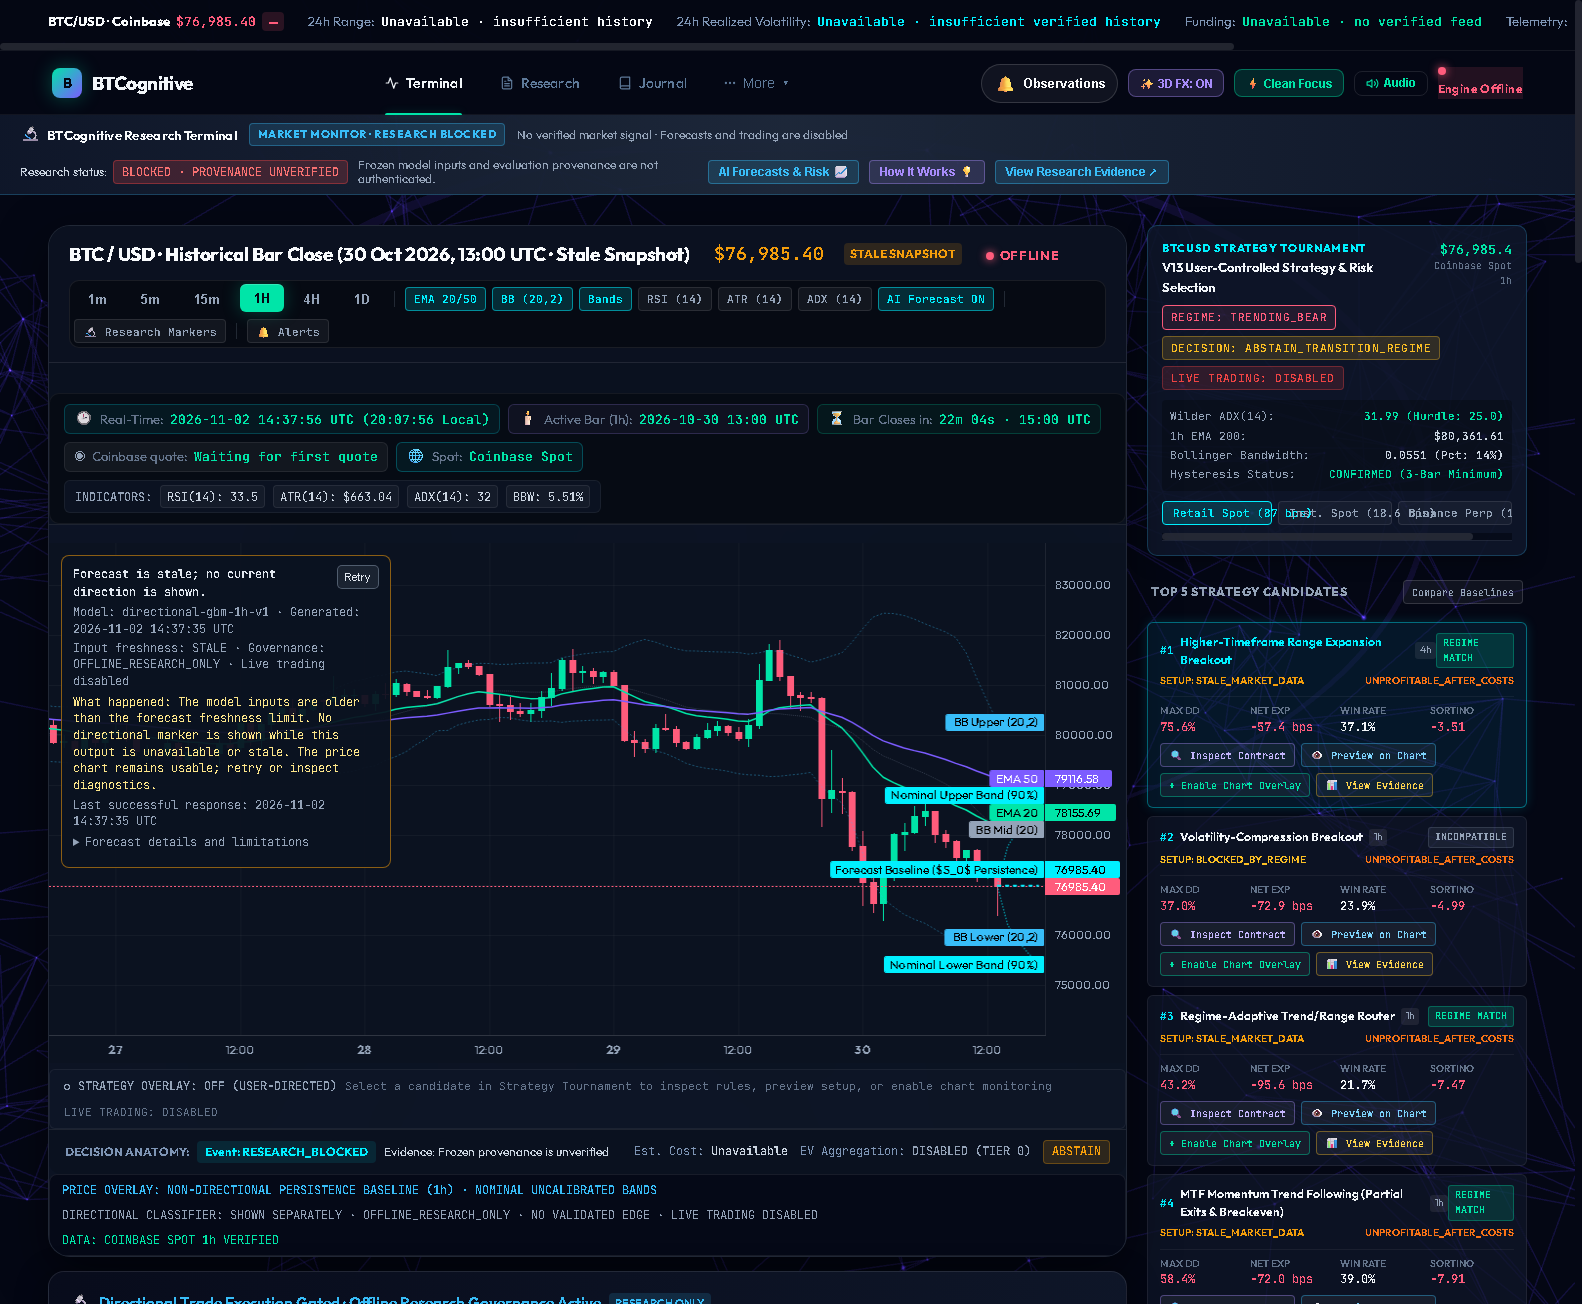 BTC/USD · Coinbase $76,985.40 — 24h Range: Unavailable · insufficient history 24h Realized Volatility: Unavailable · insufficient verified history Funding: Unavailable · no verified feed Telemetry:
B BTCognitive Terminal Research Journal ··· More ▾ Observations 3D FX: ON Clean Focus Audio Engine Offline
BTCognitive Research Terminal MARKET MONITOR · RESEARCH BLOCKED No verified market signal · Forecasts and trading are disabled
Research status: BLOCKED · PROVENANCE UNVERIFIED Frozen model inputs and evaluation provenance are not
authenticated.
AI Forecasts & Risk How It Works View Research Evidence ↗
BTC / USD · Historical Bar Close (30 Oct 2026, 13:00 UTC · Stale Snapshot) $76,985.40 STALE SNAPSHOT OFFLINE
1m 5m 15m 1H 4H 1D EMA 20/50 BB (20,2) Bands RSI (14) ATR (14) ADX (14) AI Forecast ON
Research Markers Alerts
Real-Time: 2026-11-02 14:37:56 UTC (20:07:56 Local) Active Bar (1h): 2026-10-30 13:00 UTC Bar Closes in: 22m 04s · 15:00 UTC
Coinbase quote: Waiting for first quote Spot: Coinbase Spot
INDICATORS: RSI(14): 33.5 ATR(14): $663.04 ADX(14): 32 BBW: 5.51%
Forecast is stale; no current
direction is shown.
Retry
Model: directional-gbm-1h-v1 · Generated:
2026-11-02 14:37:35 UTC
Input freshness: STALE · Governance:
OFFLINE_RESEARCH_ONLY · Live trading
disabled
What happened: The model inputs are older
than the forecast freshness limit. No
directional marker is shown while this
output is unavailable or stale. The price
chart remains usable; retry or inspect
diagnostics.
Last successful response: 2026-11-02
14:37:35 UTC
▶ Forecast details and limitations
83000.00
82000.00
81000.00
BB Upper (20,2)
80000.00
EMA 50 79116.58
Nominal Upper Band (90%)
EMA 20 78155.69
BB Mid (20)
78000.00
Forecast Baseline ($S_0$ Persistence) 76985.40
76985.40
BB Lower (20,2) 76000.00
Nominal Lower Band (90%)
75000.00
27 12:00 28 12:00 29 12:00 30 12:00
STRATEGY OVERLAY: OFF (USER-DIRECTED) Select a candidate in Strategy Tournament to inspect rules, preview setup, or enable chart monitoring
LIVE TRADING: DISABLED
DECISION ANATOMY: Event: RESEARCH_BLOCKED Evidence: Frozen provenance is unverified Est. Cost: Unavailable EV Aggregation: DISABLED (TIER 0) ABSTAIN
PRICE OVERLAY: NON-DIRECTIONAL PERSISTENCE BASELINE (1h) · NOMINAL UNCALIBRATED BANDS
DIRECTIONAL CLASSIFIER: SHOWN SEPARATELY · OFFLINE_RESEARCH_ONLY · NO VALIDATED EDGE · LIVE TRADING DISABLED
DATA: COINBASE SPOT 1h VERIFIED
Directional Trade Execution Gated · Offline Research Governance Active RESEARCH ONLY
BTCUSD STRATEGY TOURNAMENT $76,985.4
V13 User-Controlled Strategy & Risk
Selection
Coinbase Spot
1h
REGIME: TRENDING_BEAR
DECISION: ABSTAIN_TRANSITION_REGIME
LIVE TRADING: DISABLED
Wilder ADX(14): 31.99 (Hurdle: 25.0)
1h EMA 200: $80,361.61
Bollinger Bandwidth: 0.0551 (Pct: 14%)
Hysteresis Status: CONFIRMED (3-Bar Minimum)
Retail Spot (87 bps) Inst. Spot (18.6 bps) Binance Perp (1
TOP 5 STRATEGY CANDIDATES Compare Baselines
#1 Higher-Timeframe Range Expansion
Breakout
4h REGIME
MATCH
SETUP: STALE_MARKET_DATA UNPROFITABLE_AFTER_COSTS
MAX DD NET EXP WIN RATE SORTINO
75.6% -57.4 bps 37.1% -3.51
Inspect Contract Preview on Chart
+ Enable Chart Overlay View Evidence
#2 Volatility-Compression Breakout 1h INCOMPATIBLE
SETUP: BLOCKED_BY_REGIME UNPROFITABLE_AFTER_COSTS
MAX DD NET EXP WIN RATE SORTINO
37.0% -72.9 bps 23.9% -4.99
Inspect Contract Preview on Chart
+ Enable Chart Overlay View Evidence
#3 Regime-Adaptive Trend/Range Router 1h REGIME MATCH
SETUP: STALE_MARKET_DATA UNPROFITABLE_AFTER_COSTS
MAX DD NET EXP WIN RATE SORTINO
43.2% -95.6 bps 21.7% -7.47
Inspect Contract Preview on Chart
+ Enable Chart Overlay View Evidence
#4 MTF Momentum Trend Following (Partial
Exits & Breakeven)
1h REGIME
MATCH
SETUP: STALE_MARKET_DATA UNPROFITABLE_AFTER_COSTS
MAX DD NET EXP WIN RATE SORTINO
58.4% -72.0 bps 39.0% -7.91